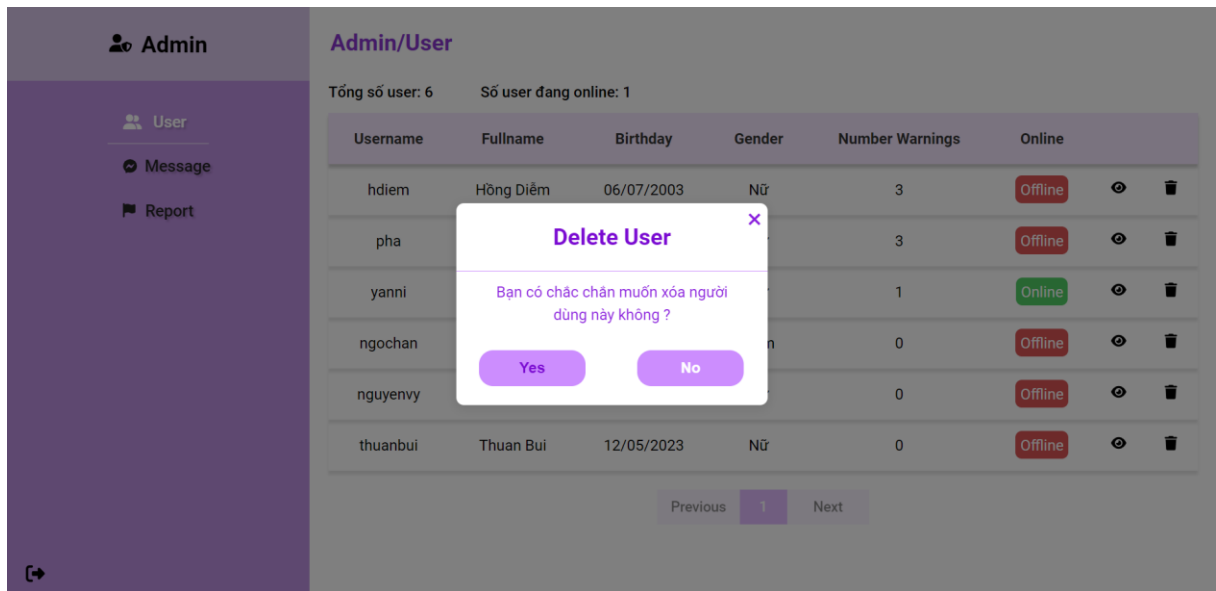 Admin
Admin/User
Tổng số user: 6 Số user đang online: 1
User
Message
Report
Username Fullname Birthday Gender Number Warnings Online
hdiem Hồng Diễm 06/07/2003 Nữ 3 Offline
pha 3 Offline
yanni 1 Online
ngochan 0 Offline
nguyenvy 0 Offline
thuanbui Thuan Bui 12/05/2023 Nữ 0 Offline
Delete User
Bạn có chắc chắn muốn xóa người
dùng này không ?
Yes No
Previous 1 Next